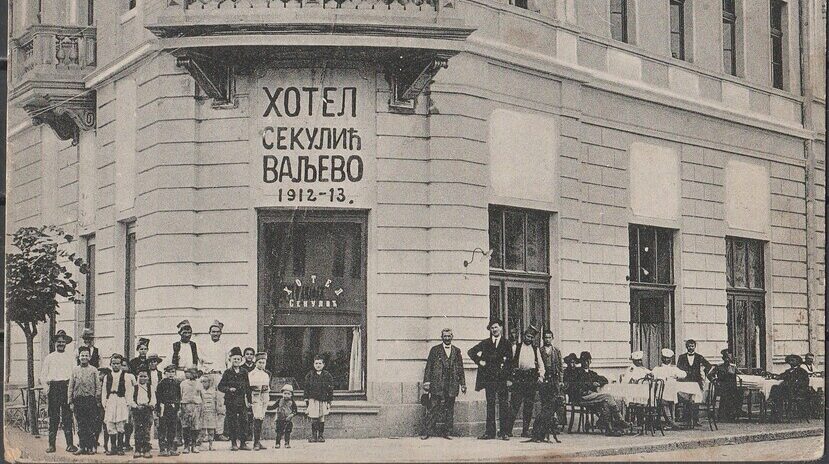 ХОТЕЛ
СЕКУЛИЋ
ВАЉЕВО
1912-13.
ХОТЕЛ
СЕКУЛИЋ